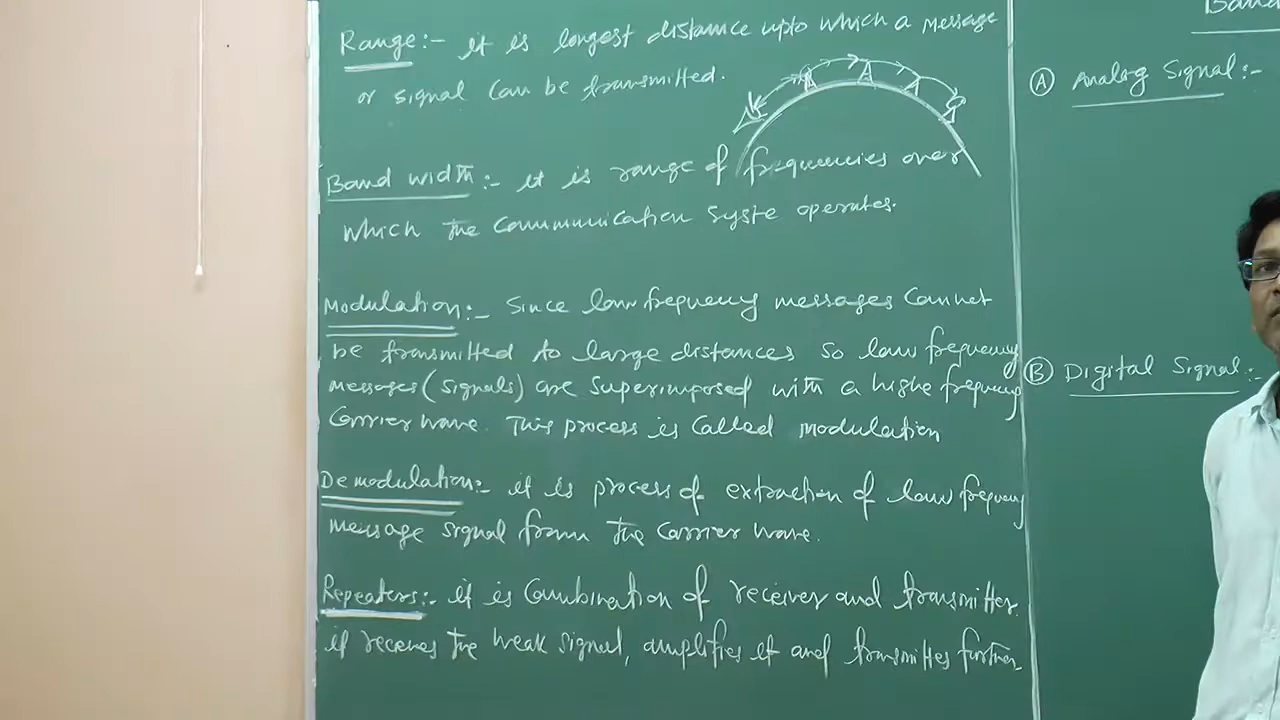 Range:- it is longest distance upto which a message
or signal can be transmitted.
Band width:- it is range of frequencies over
which the communication syste operates.
Modulation:- Since low frequency messages cannot
be transmitted to large distances so low frequency
messages (signals) are superimposed with a highe frequency
carrier wave. This process is called modulation
Demodulation:- it is process of extraction of low frequency
message signal from the carrier wave.
Repeaters:- it is combination of receiver and transmitter.
it receives the weak signal, amplifies it and transmittes further
Band
(A) Analog Signal:-
(B) Digital Signal:-